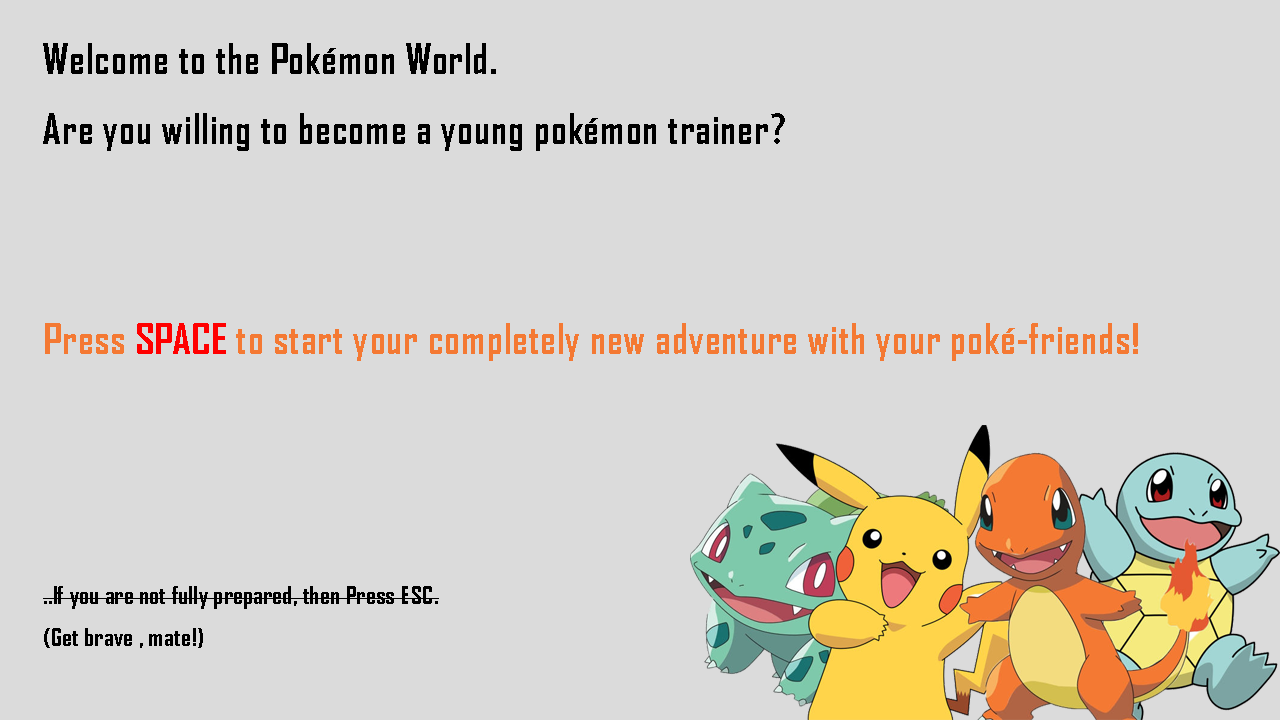 Welcome to the Pokémon World.
Are you willing to become a young pokémon trainer?
Press SPACE to start your completely new adventure with your poké-friends!
..If you are not fully prepared, then Press ESC.
(Get brave , mate!)